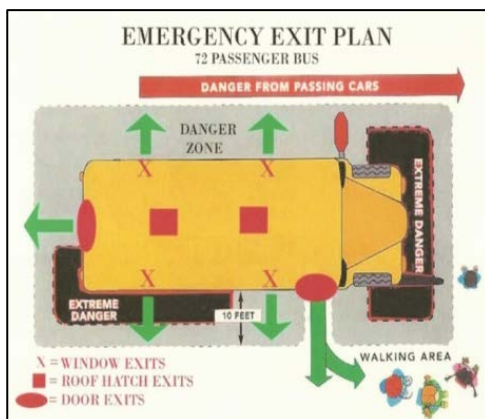 EMERGENCY EXIT PLAN
72 PASSENGER BUS
DANGER FROM PASSING CARS
DANGER
ZONE
X
X
EXTREME DANGER
X
X
EXTREME
DANGER
10 FEET
WALKING AREA
X = WINDOW EXITS
= ROOF HATCH EXITS
= DOOR EXITS